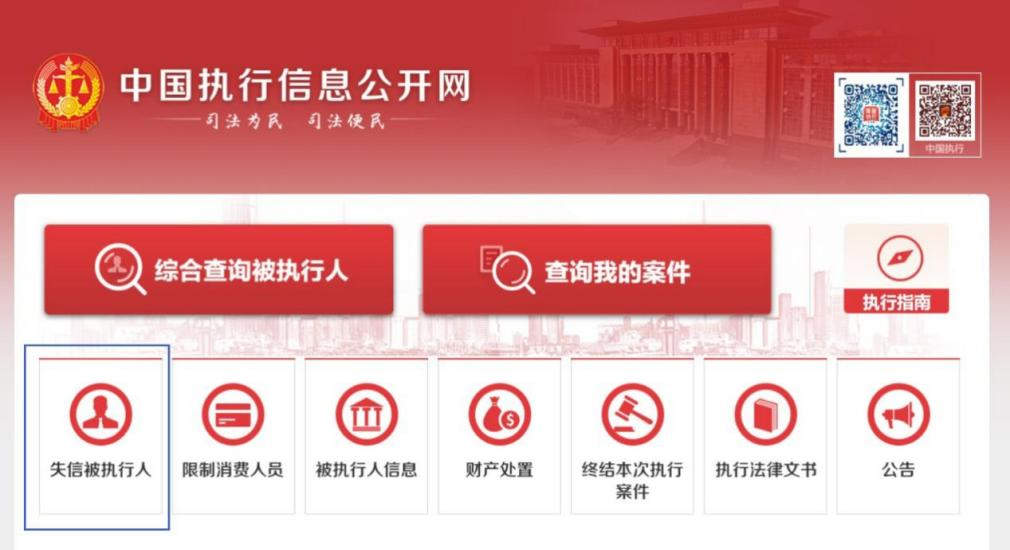 中国执行信息公开网
司法为民 司法便民
中国执行
综合查询被执行人
查询我的案件
执行指南
失信被执行人
限制消费人员
被执行人信息
财产处置
终结本次执行
案件
执行法律文书
公告